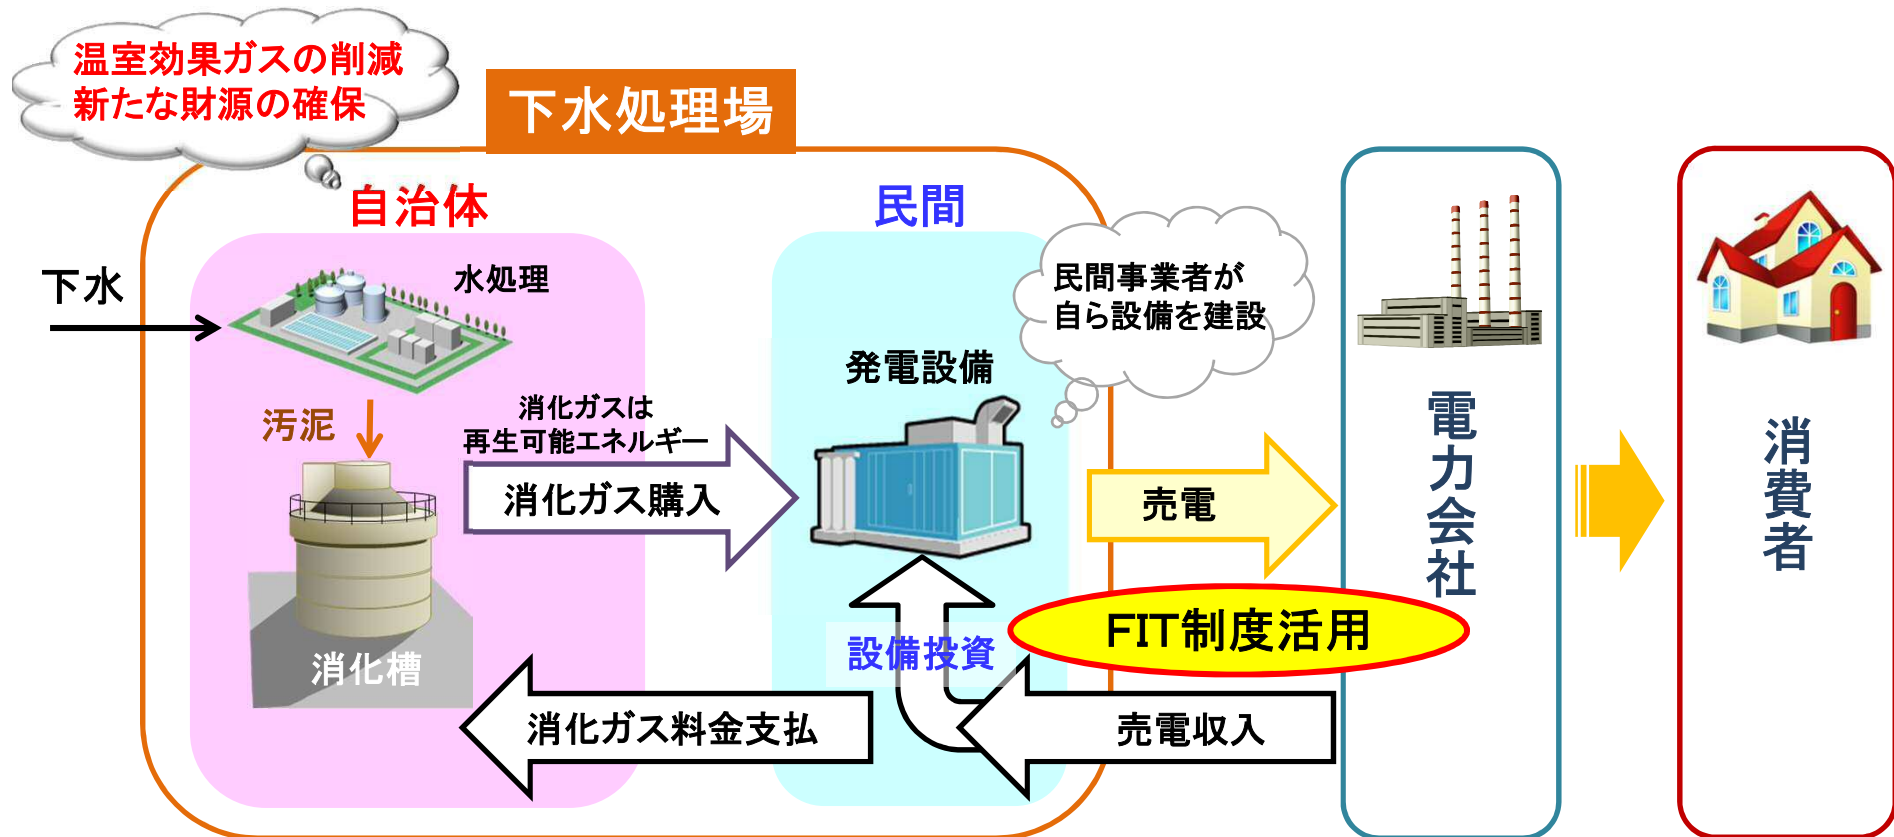 温室効果ガスの削減
新たな財源の確保
下水処理場
自治体
民間
下水
水処理
民間事業者が
自ら設備を建設
発電設備
汚泥
消化ガスは
再生可能エネルギー
消化ガス購入
売電
電力会社
消費者
FIT制度活用
設備投資
消化槽
消化ガス料金支払
売電収入